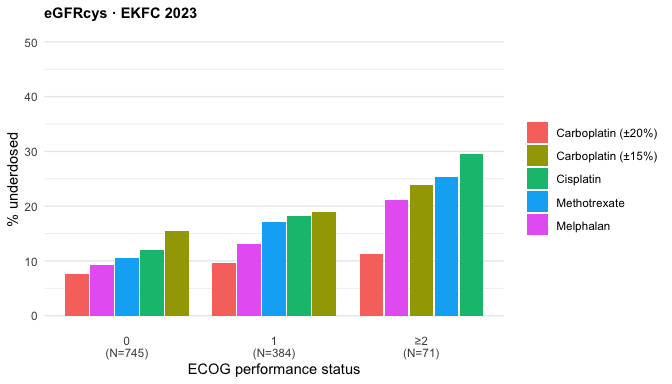 eGFRcys · EKFC 2023
50
40
30
20
10
0
% underdosed
0
(N=745)
1
(N=384)
≥2
(N=71)
ECOG performance status
Carboplatin (±20%)
Carboplatin (±15%)
Cisplatin
Methotrexate
Melphalan